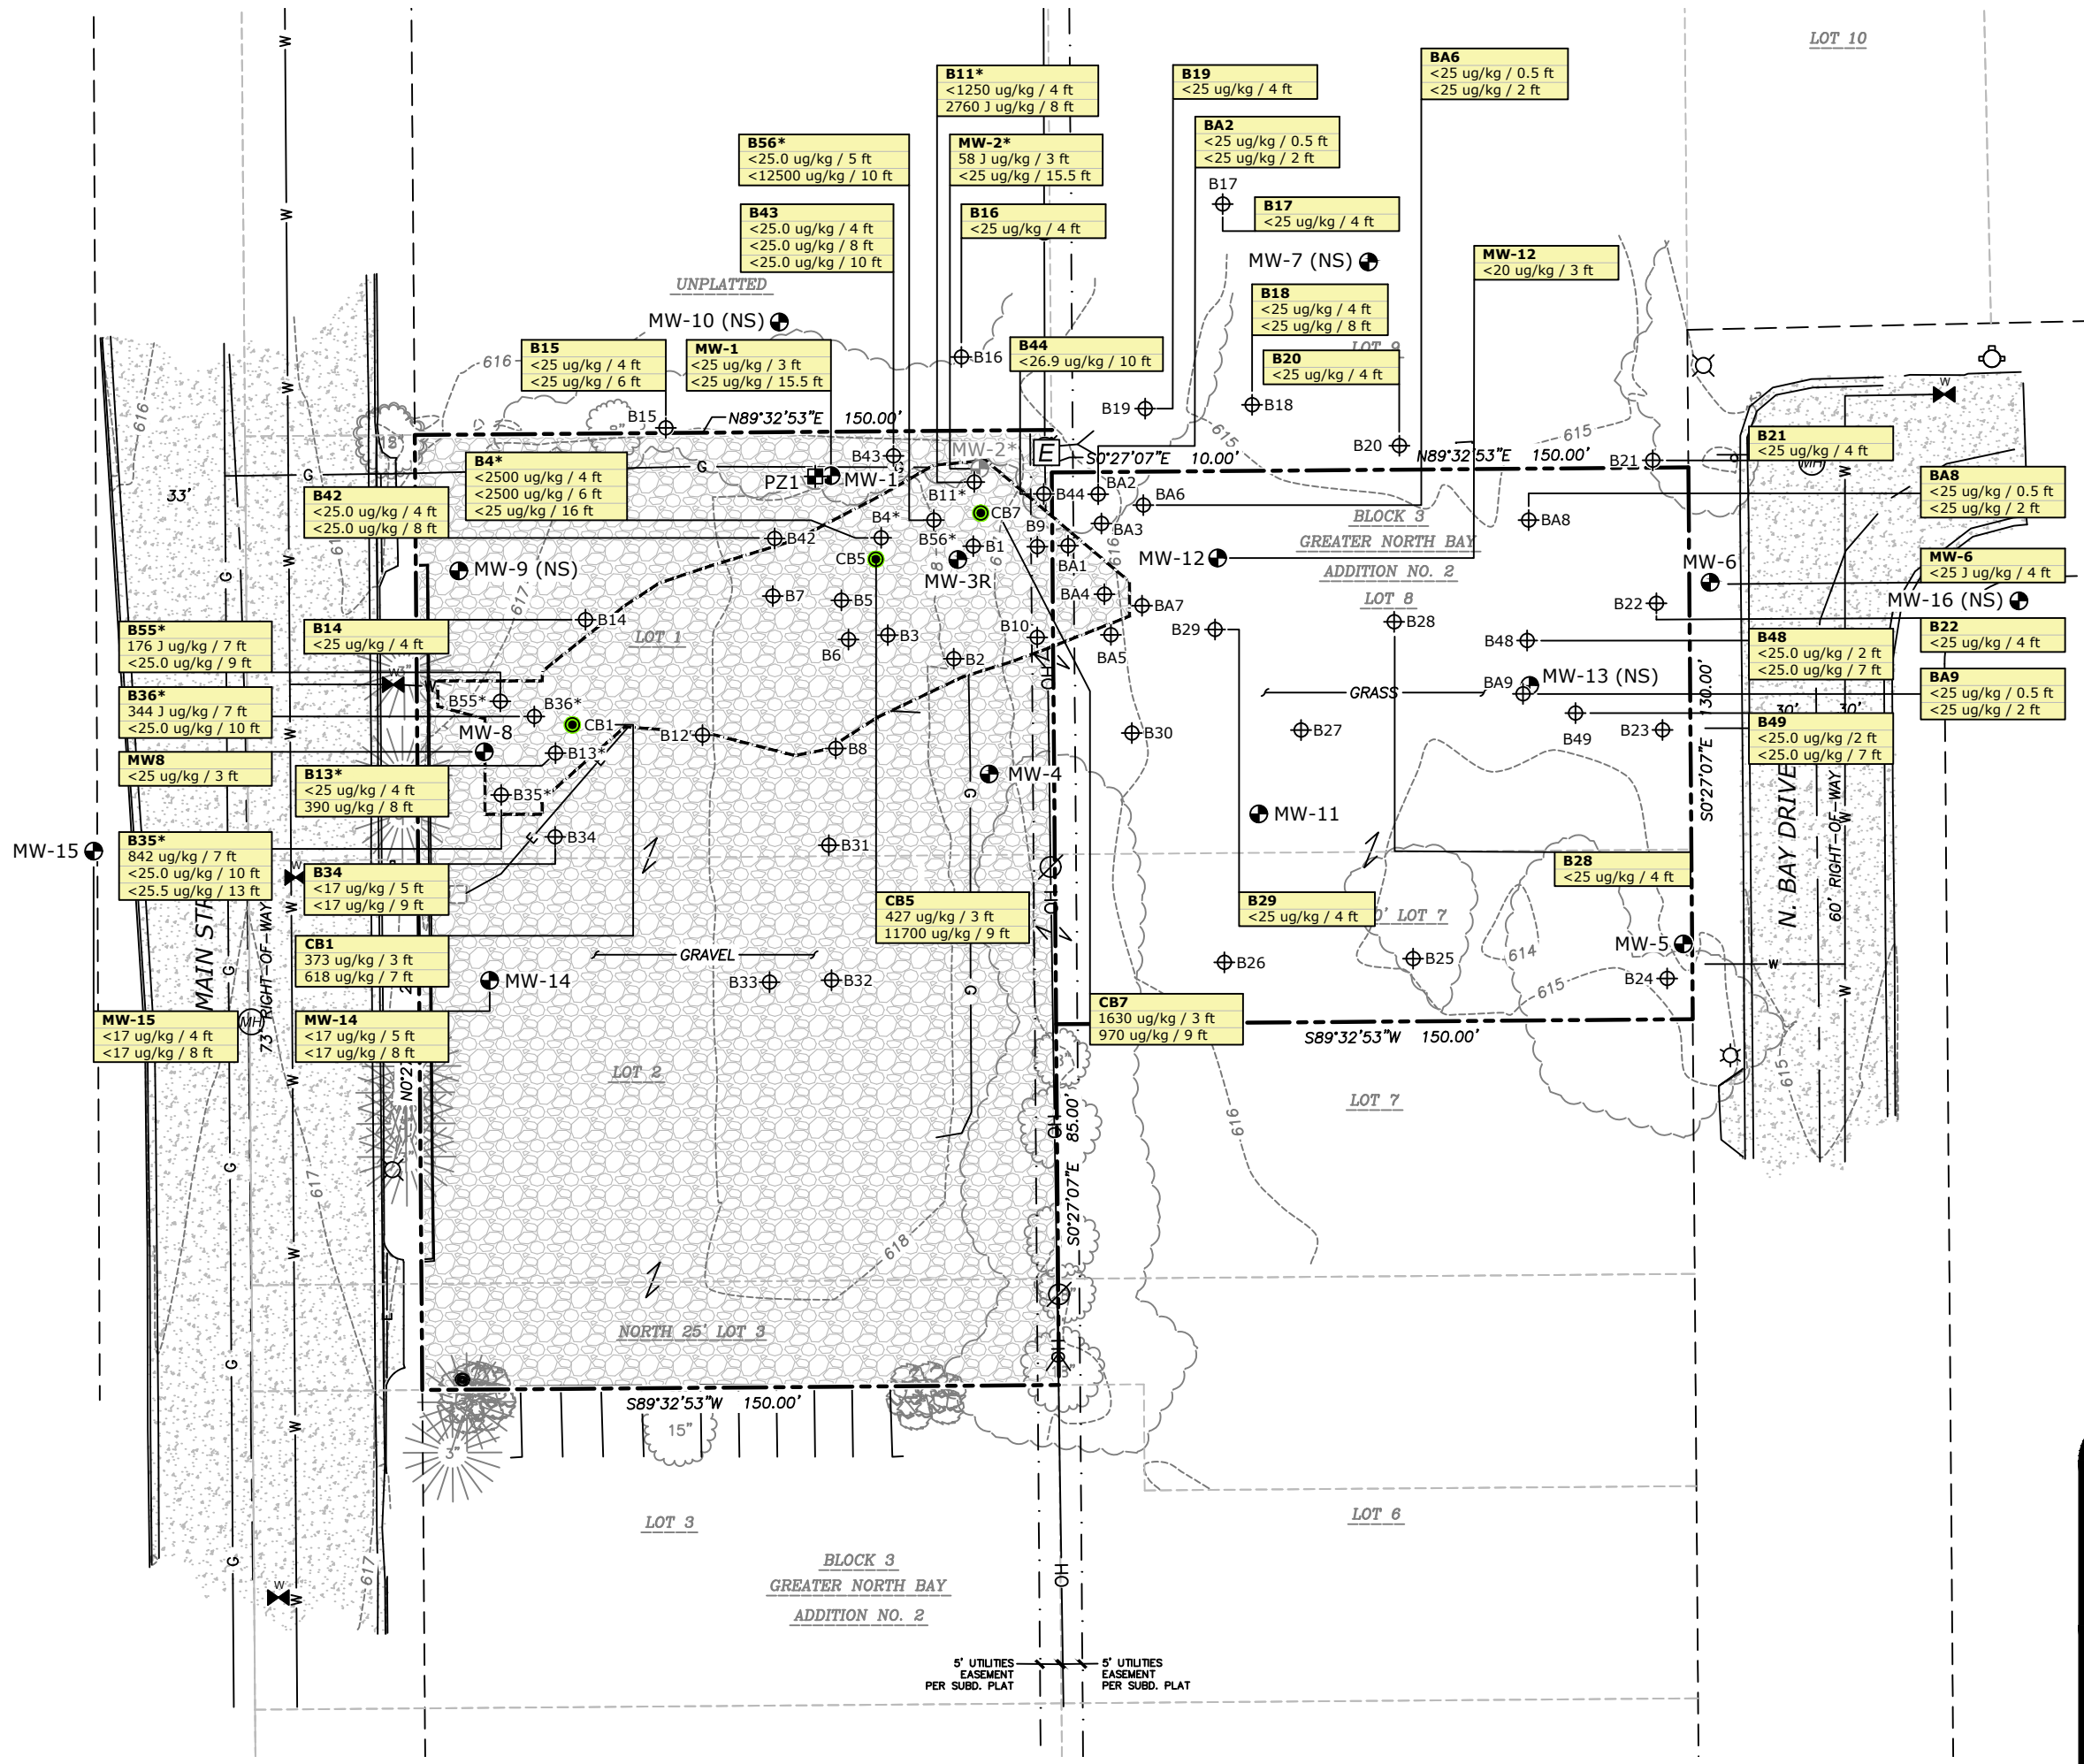 LOT 10
BA6
<25 ug/kg / 0.5 ft
<25 ug/kg / 2 ft
B11*
<1250 ug/kg / 4 ft
2760 J ug/kg / 8 ft
B19
<25 ug/kg / 4 ft
BA2
<25 ug/kg / 0.5 ft
<25 ug/kg / 2 ft
B56*
<25.0 ug/kg / 5 ft
<12500 ug/kg / 10 ft
MW-2*
58 J ug/kg / 3 ft
<25 ug/kg / 15.5 ft
B17
B17
<25 ug/kg / 4 ft
B43
<25.0 ug/kg / 4 ft
<25.0 ug/kg / 8 ft
<25.0 ug/kg / 10 ft
B16
<25 ug/kg / 4 ft
MW-7 (NS)
MW-12
<20 ug/kg / 3 ft
UNPLATTED
MW-10 (NS)
B18
<25 ug/kg / 4 ft
<25 ug/kg / 8 ft
LOT 9
B20
<25 ug/kg / 4 ft
B15
<25 ug/kg / 4 ft
<25 ug/kg / 6 ft
MW-1
<25 ug/kg / 3 ft
<25 ug/kg / 15.5 ft
B16
B44
<26.9 ug/kg / 10 ft
616
616
B15
N89°32'53"E 150.00'
B19
B18
615
615
B20
B21
<25 ug/kg / 4 ft
MH
B43
MW-2*
E
S0°27'07"E 10.00'
N89°32'53"E 150.00'
B21
33'
B4*
<2500 ug/kg / 4 ft
<2500 ug/kg / 6 ft
<25 ug/kg / 16 ft
PZ1
MW-1
B11*
B44
BA2
BA6
BA8
<25 ug/kg / 0.5 ft
<25 ug/kg / 2 ft
B42
<25.0 ug/kg / 4 ft
<25.0 ug/kg / 8 ft
B4*
CB7
B9
BA3
BLOCK 3
GREATER NORTH BAY
ADDITION NO. 2
BA8
B42
B56*
B1
CB5
MW-3R
BA1
616
MW-12
MW-6
MW-6
<25 J ug/kg / 4 ft
MW-9 (NS)
617
B7
B5
BA4
BA7
LOT 8
B28
B22
MW-16 (NS)
B22
<25 ug/kg / 4 ft
B55*
176 J ug/kg / 7 ft
<25.0 ug/kg / 9 ft
B14
<25 ug/kg / 4 ft
B14
LOT 1
B6
B3
B10
BA5
B29
B48
B48
<25.0 ug/kg / 2 ft
<25.0 ug/kg / 7 ft
B2
B36*
344 J ug/kg / 7 ft
<25.0 ug/kg / 10 ft
B55*
B36*
GRASS
BA9
MW-13 (NS)
BA9
<25 ug/kg / 0.5 ft
<25 ug/kg / 2 ft
S0°27'07"E 130.00'
30'
30'
MW-8
CB1
B12
B8
B30
B27
B49
B23
B49
<25.0 ug/kg /2 ft
<25.0 ug/kg / 7 ft
MW8
<25 ug/kg / 3 ft
B13*
<25 ug/kg / 4 ft
390 ug/kg / 8 ft
B13*
MW-4
B35*
MW-11
N. BAY DRIVE
60' RIGHT-OF-WAY
MW-15
B35*
842 ug/kg / 7 ft
<25.0 ug/kg / 10 ft
<25.5 ug/kg / 13 ft
B34
B31
B34
<17 ug/kg / 5 ft
<17 ug/kg / 9 ft
B28
<25 ug/kg / 4 ft
CB5
427 ug/kg / 3 ft
11700 ug/kg / 9 ft
B29
<25 ug/kg / 4 ft
LOT 7
MAIN STR
73' RIGHT-OF-WAY
CB1
373 ug/kg / 3 ft
618 ug/kg / 7 ft
GRAVEL
MW-5
614
B26
B25
B24
615
MW-14
B33
B32
MW-15
<17 ug/kg / 4 ft
<17 ug/kg / 8 ft
MH
MW-14
<17 ug/kg / 5 ft
<17 ug/kg / 8 ft
CB7
1630 ug/kg / 3 ft
970 ug/kg / 9 ft
S89°32'53"W 150.00'
LOT 2
615
LOT 7
616
617
S0°27'07"E 85.00'
618
NORTH 25' LOT 3
S89°32'53"W 150.00'
15"
3"
LOT 3
LOT 6
617
BLOCK 3
GREATER NORTH BAY
ADDITION NO. 2
OH
5' UTILITIES
EASEMENT
PER SUBD. PLAT
5' UTILITIES
EASEMENT
PER SUBD. PLAT